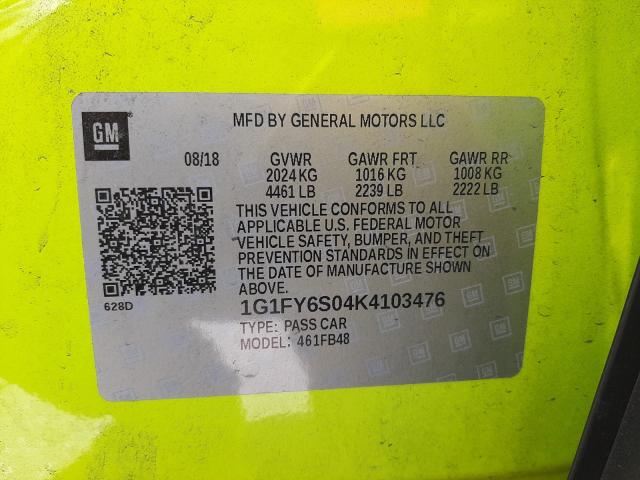 GM
MFD BY GENERAL MOTORS LLC
08/18 GVWR GAWR FRT GAWR RR
2024 KG 1016 KG 1008 KG
4461 LB 2239 LB 2222 LB
THIS VEHICLE CONFORMS TO ALL
APPLICABLE U.S. FEDERAL MOTOR
VEHICLE SAFETY, BUMPER, AND THEFT
PREVENTION STANDARDS IN EFFECT ON
THE DATE OF MANUFACTURE SHOWN
ABOVE.
628D
1G1FY6S04K4103476
TYPE: PASS CAR
MODEL: 461FB48